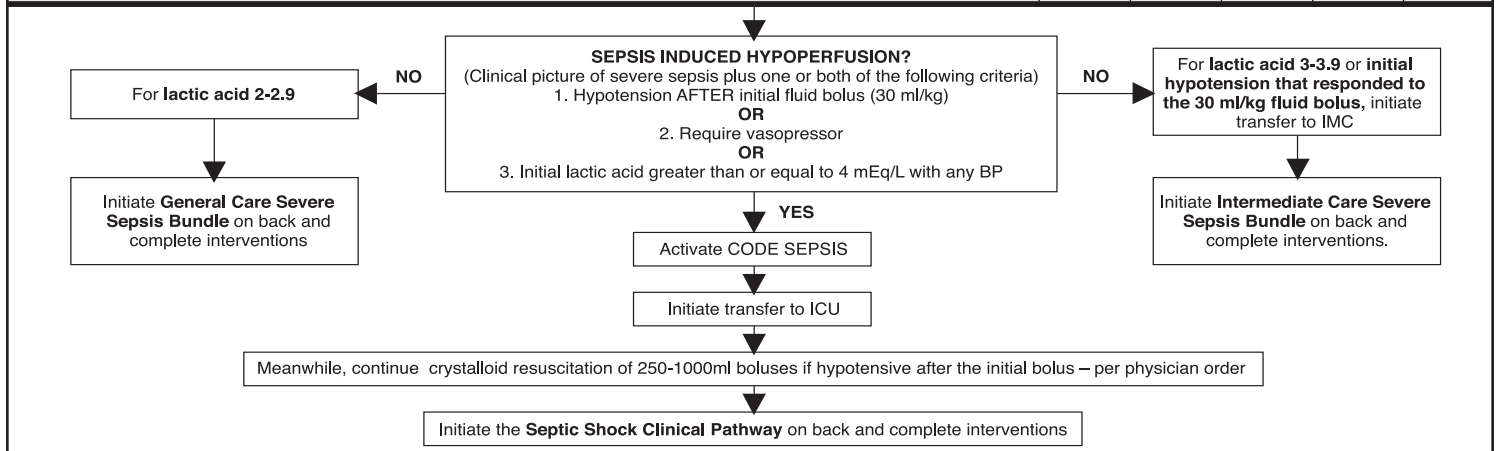 SEPSIS INDUCED HYPOPERFUSION?
(Clinical picture of severe sepsis plus one or both of the following criteria)
1. Hypotension AFTER initial fluid bolus (30 ml/kg)
OR
2. Require vasopressor
OR
3. Initial lactic acid greater than or equal to 4 mEq/L with any BP
NO
For lactic acid 2-2.9
Initiate General Care Severe
Sepsis Bundle on back and
complete interventions
NO
For lactic acid 3-3.9 or initial
hypotension that responded to
the 30 ml/kg fluid bolus, initiate
transfer to IMC
Initiate Intermediate Care Severe
Sepsis Bundle on back and
complete interventions.
YES
Activate CODE SEPSIS
Initiate transfer to ICU
Meanwhile, continue crystalloid resuscitation of 250-1000ml boluses if hypotensive after the initial bolus – per physician order
Initiate the Septic Shock Clinical Pathway on back and complete interventions